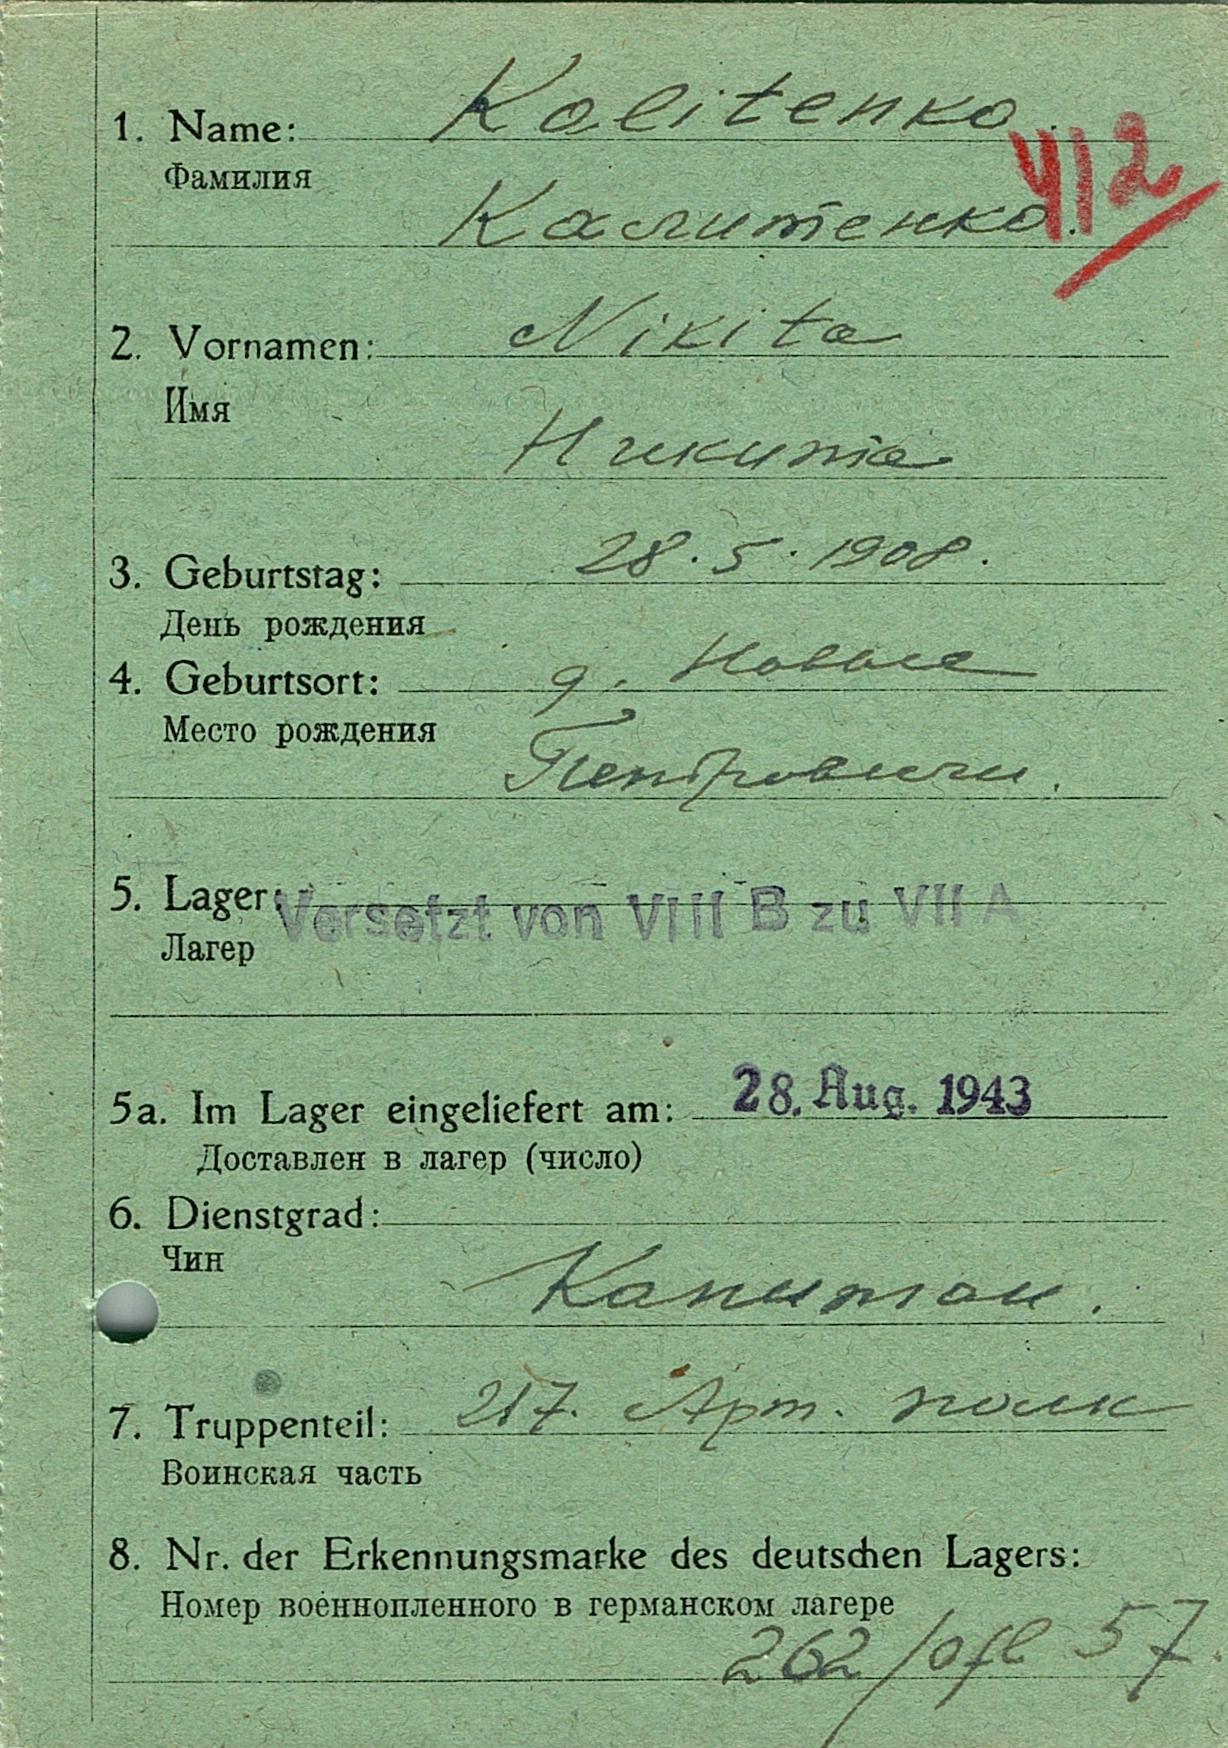 1. Name: Kalitenko.
Фамилия
412
Калитенко.
2. Vornamen: Nikita
Имя
Никита
3. Geburtstag: 28. 5. 1908.
День рождения
4. Geburtsort: д. Новые
Место рождения
Петровичи.
5. Lager: Versetzt von VIII B zu VII A
Лагер
5a. Im Lager eingeliefert am: 28. Aug. 1943
Доставлен в лагер (число)
6. Dienstgrad:
Чин
Капитан.
7. Truppenteil: 217. Арт. полк
Воинская часть
8. Nr. der Erkennungsmarke des deutschen Lagers:
Номер военнопленного в германском лагере
262/ofl 57.